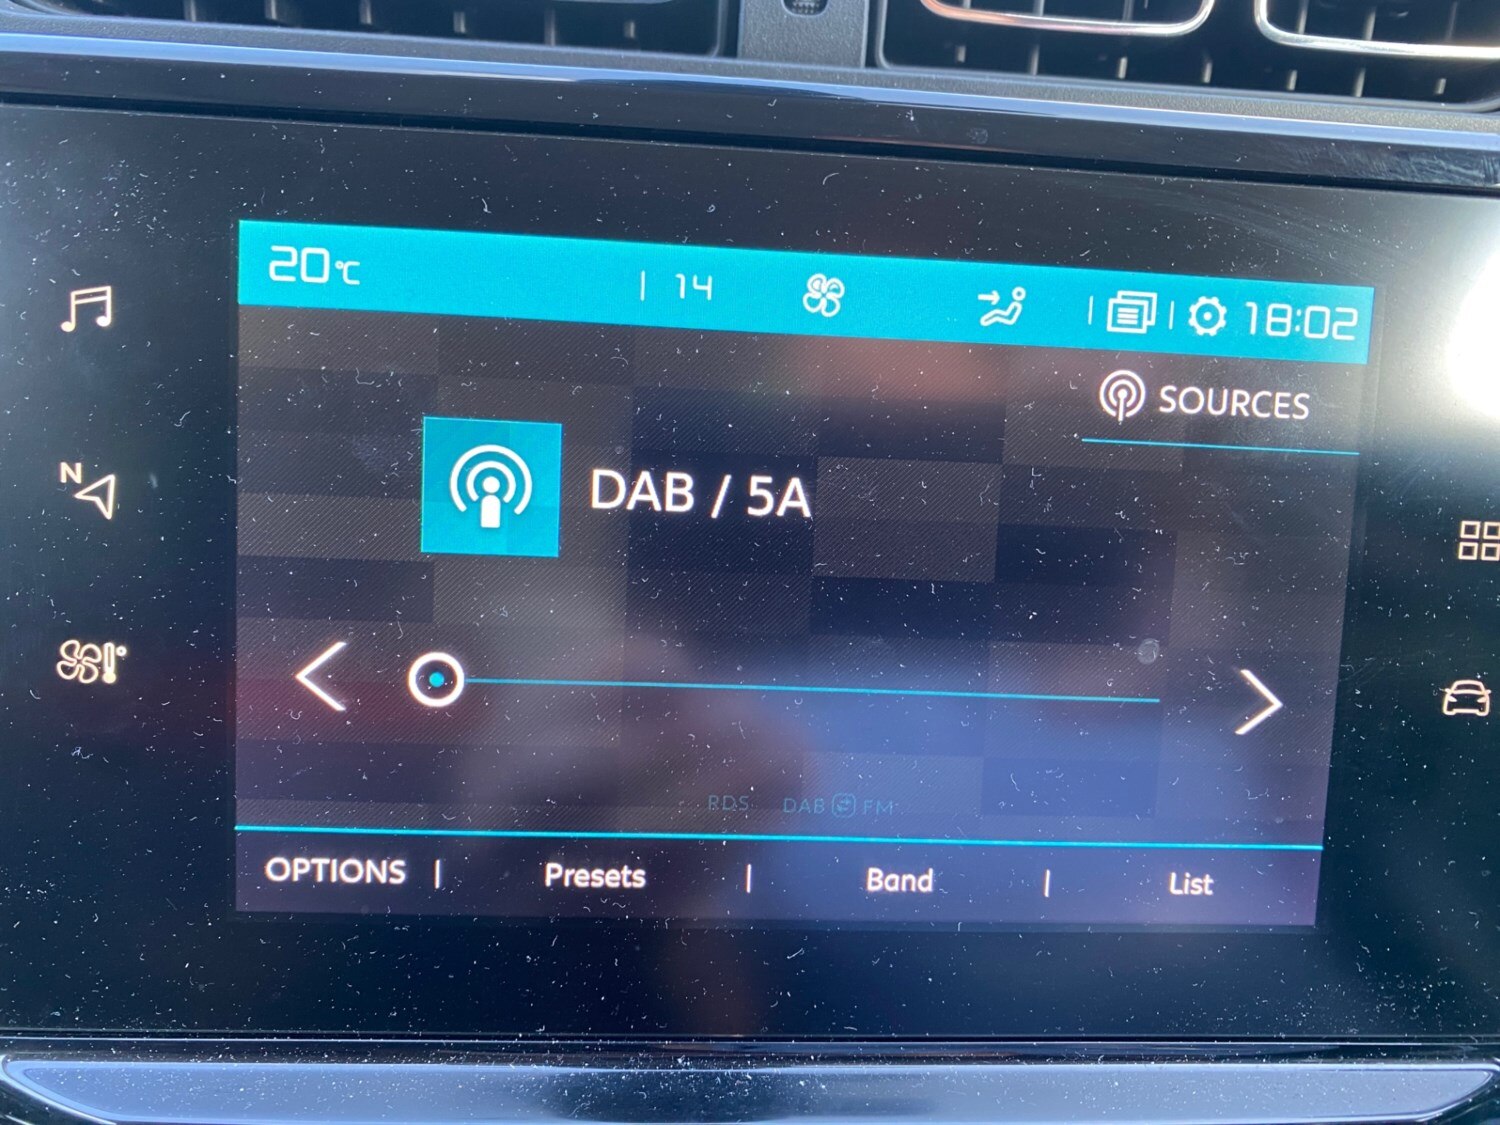 20°C | 14 | | 18:02
SOURCES
N
DAB / 5A
RDS DAB FM
OPTIONS | Presets | Band | List